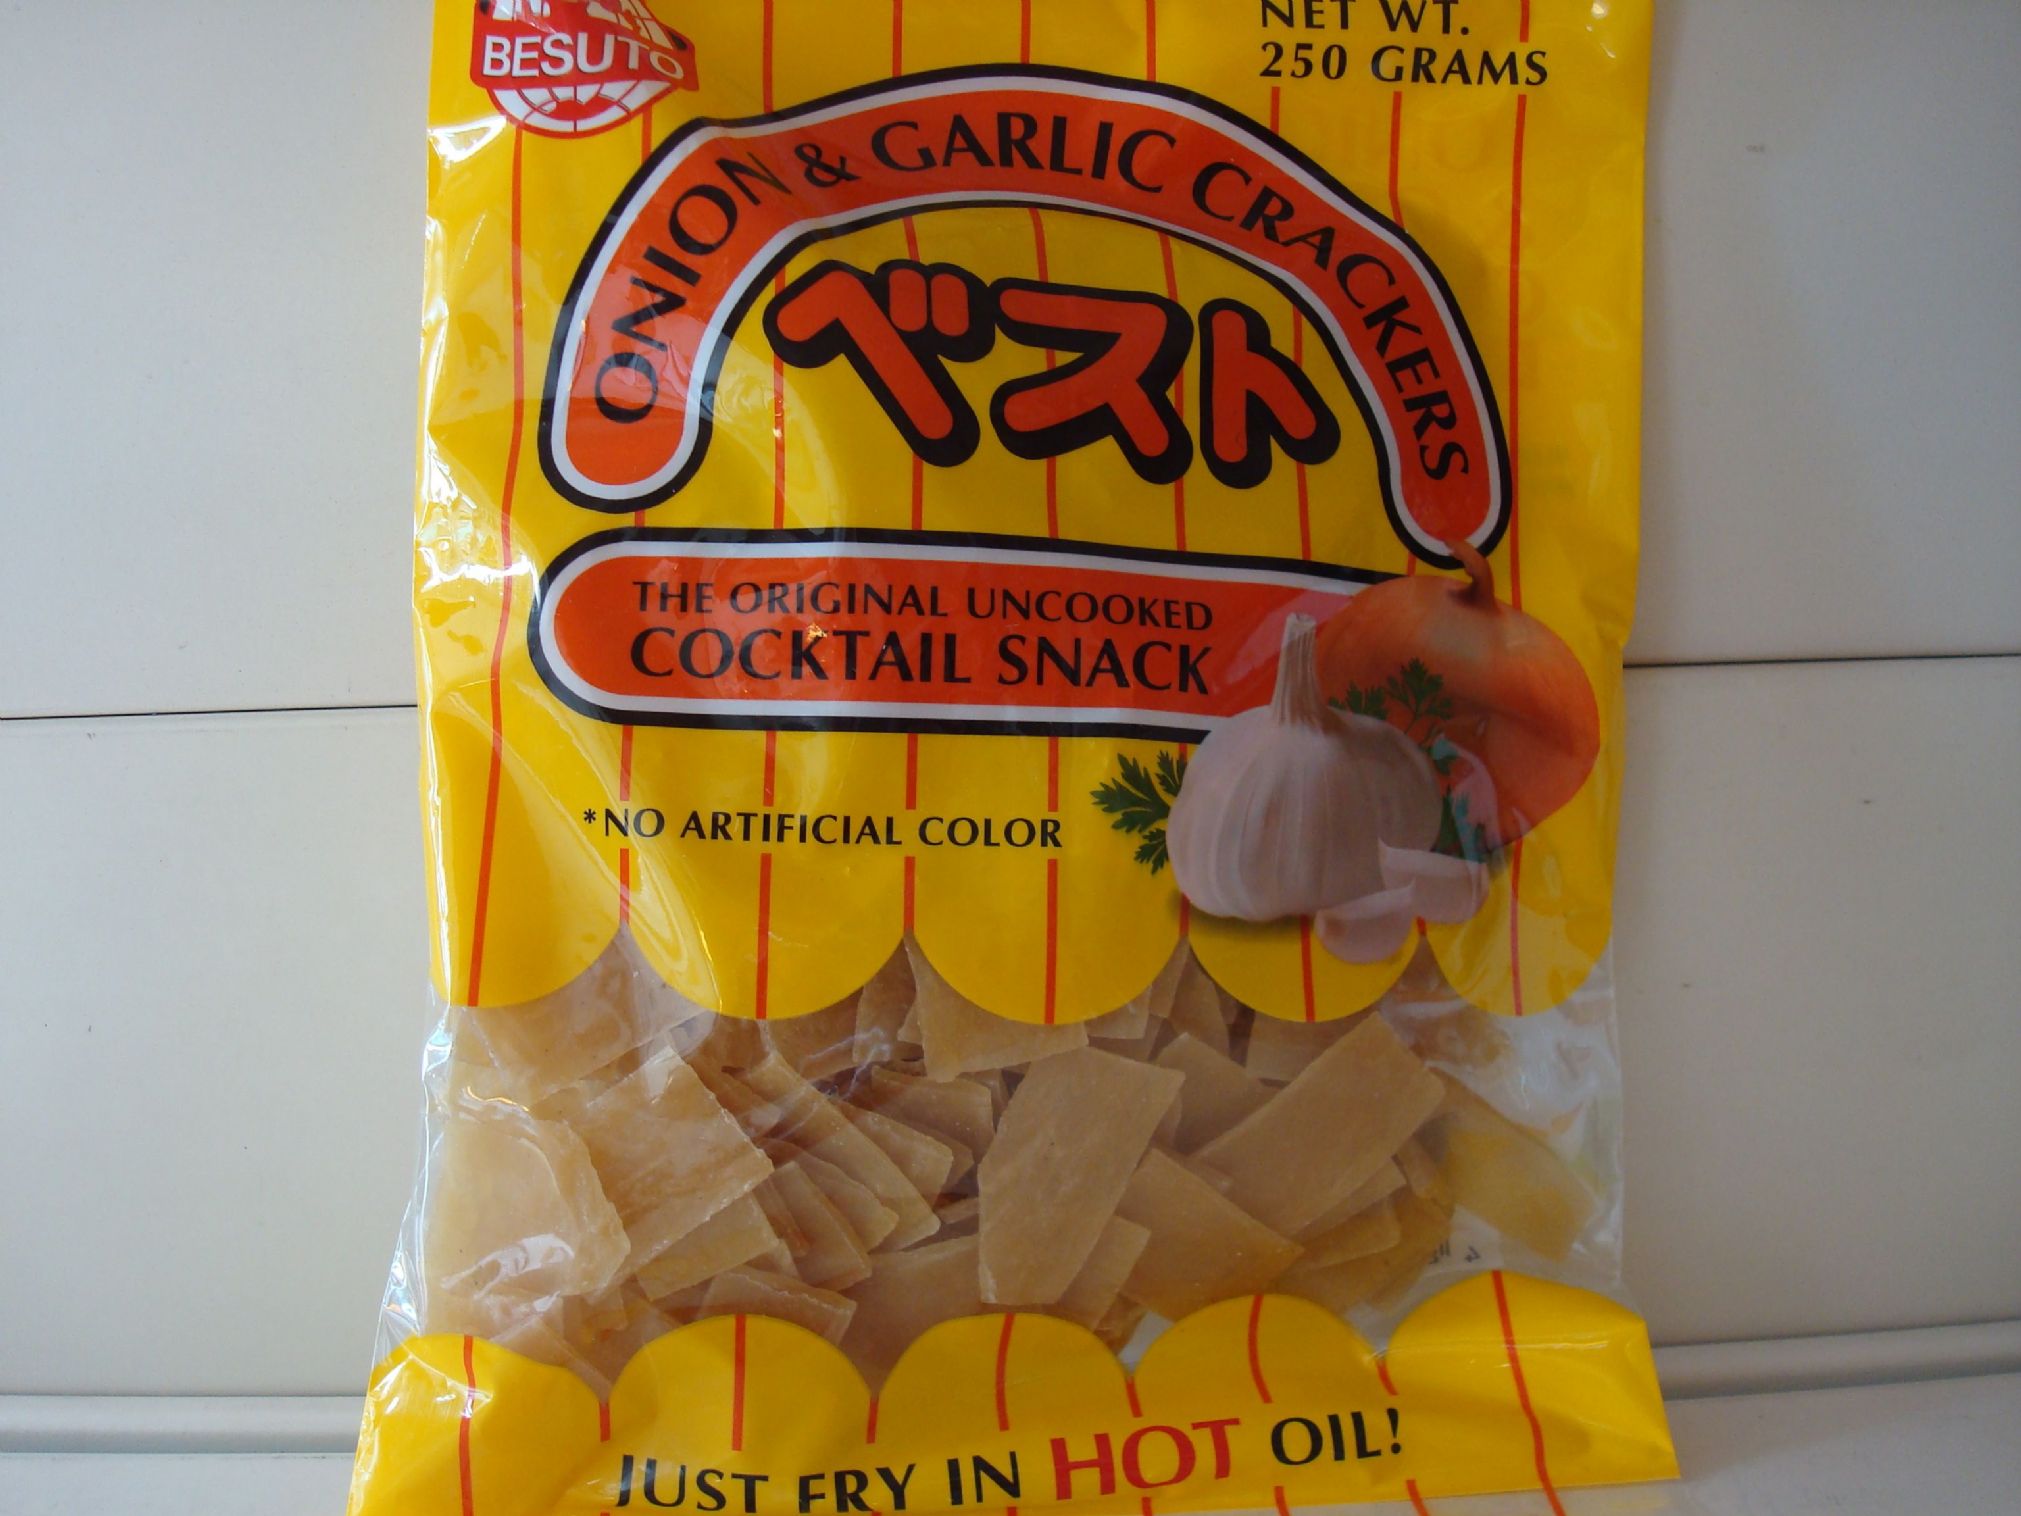 BESUTO
NET WT.
250 GRAMS
ONION & GARLIC CRACKERS
ベスト
THE ORIGINAL UNCOOKED
COCKTAIL SNACK
*NO ARTIFICIAL COLOR
JUST FRY IN HOT OIL!